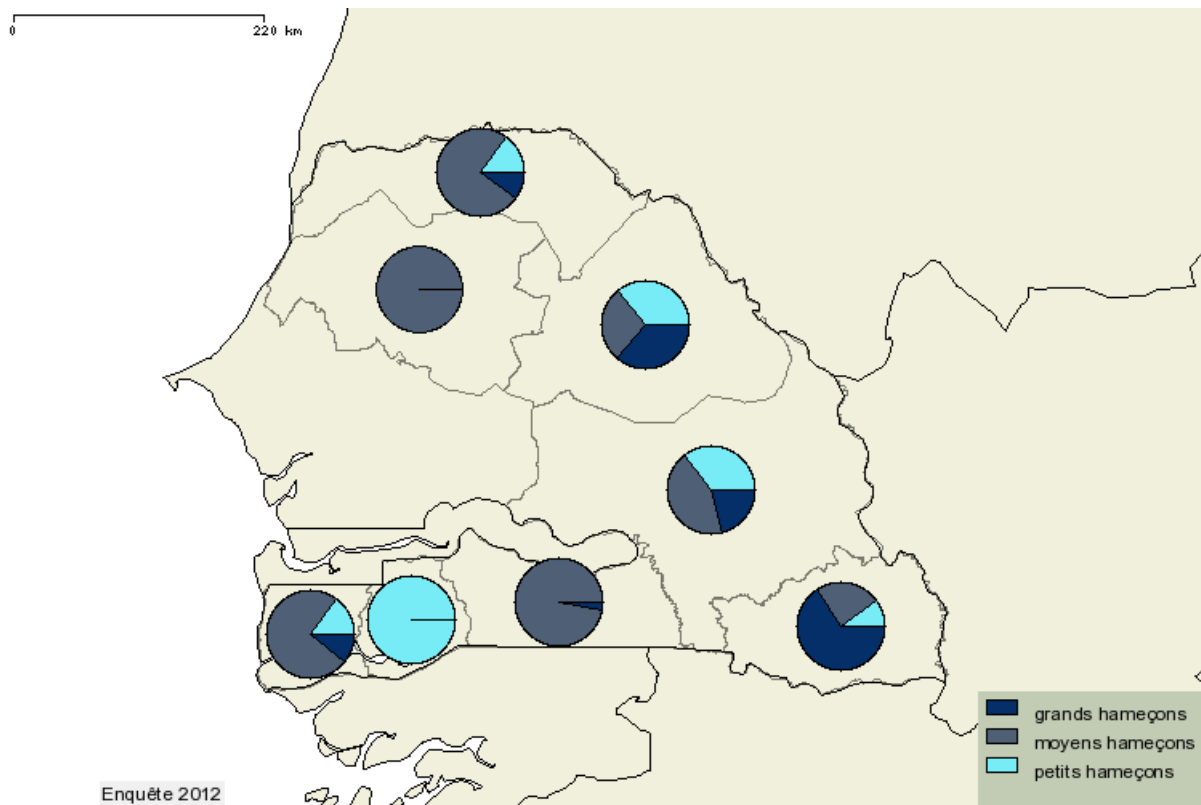 0 220 km
grands hameçons
moyens hameçons
petits hameçons
Enquête 2012